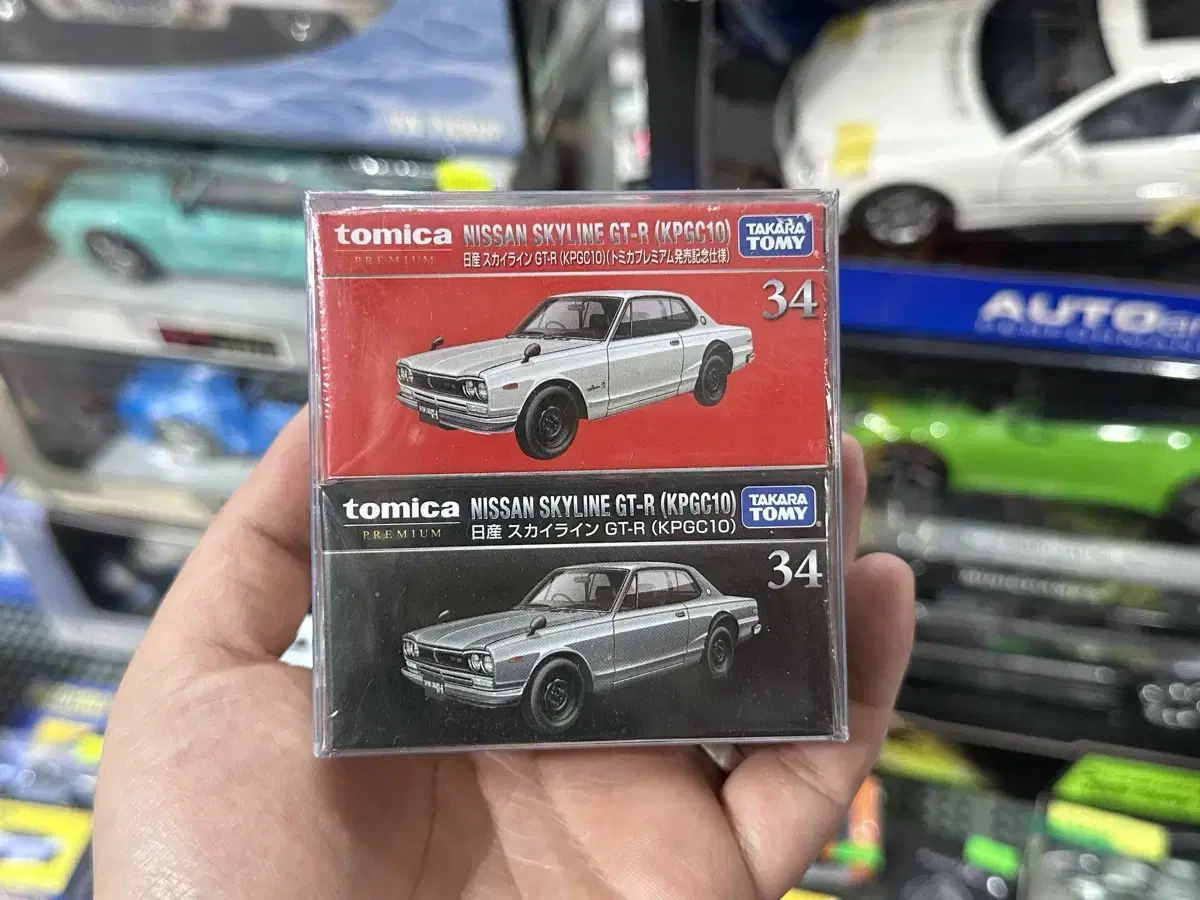 tomica
PREMIUM
NISSAN SKYLINE GT-R (KPGC10)
日産 スカイライン GT-R (KPGC10)(トミカプレミアム発売記念仕様)
TAKARA
TOMY
34
tomica
PREMIUM
NISSAN SKYLINE GT-R (KPGC10)
日産 スカイライン GT-R (KPGC10)
TAKARA
TOMY
34
AUTOar